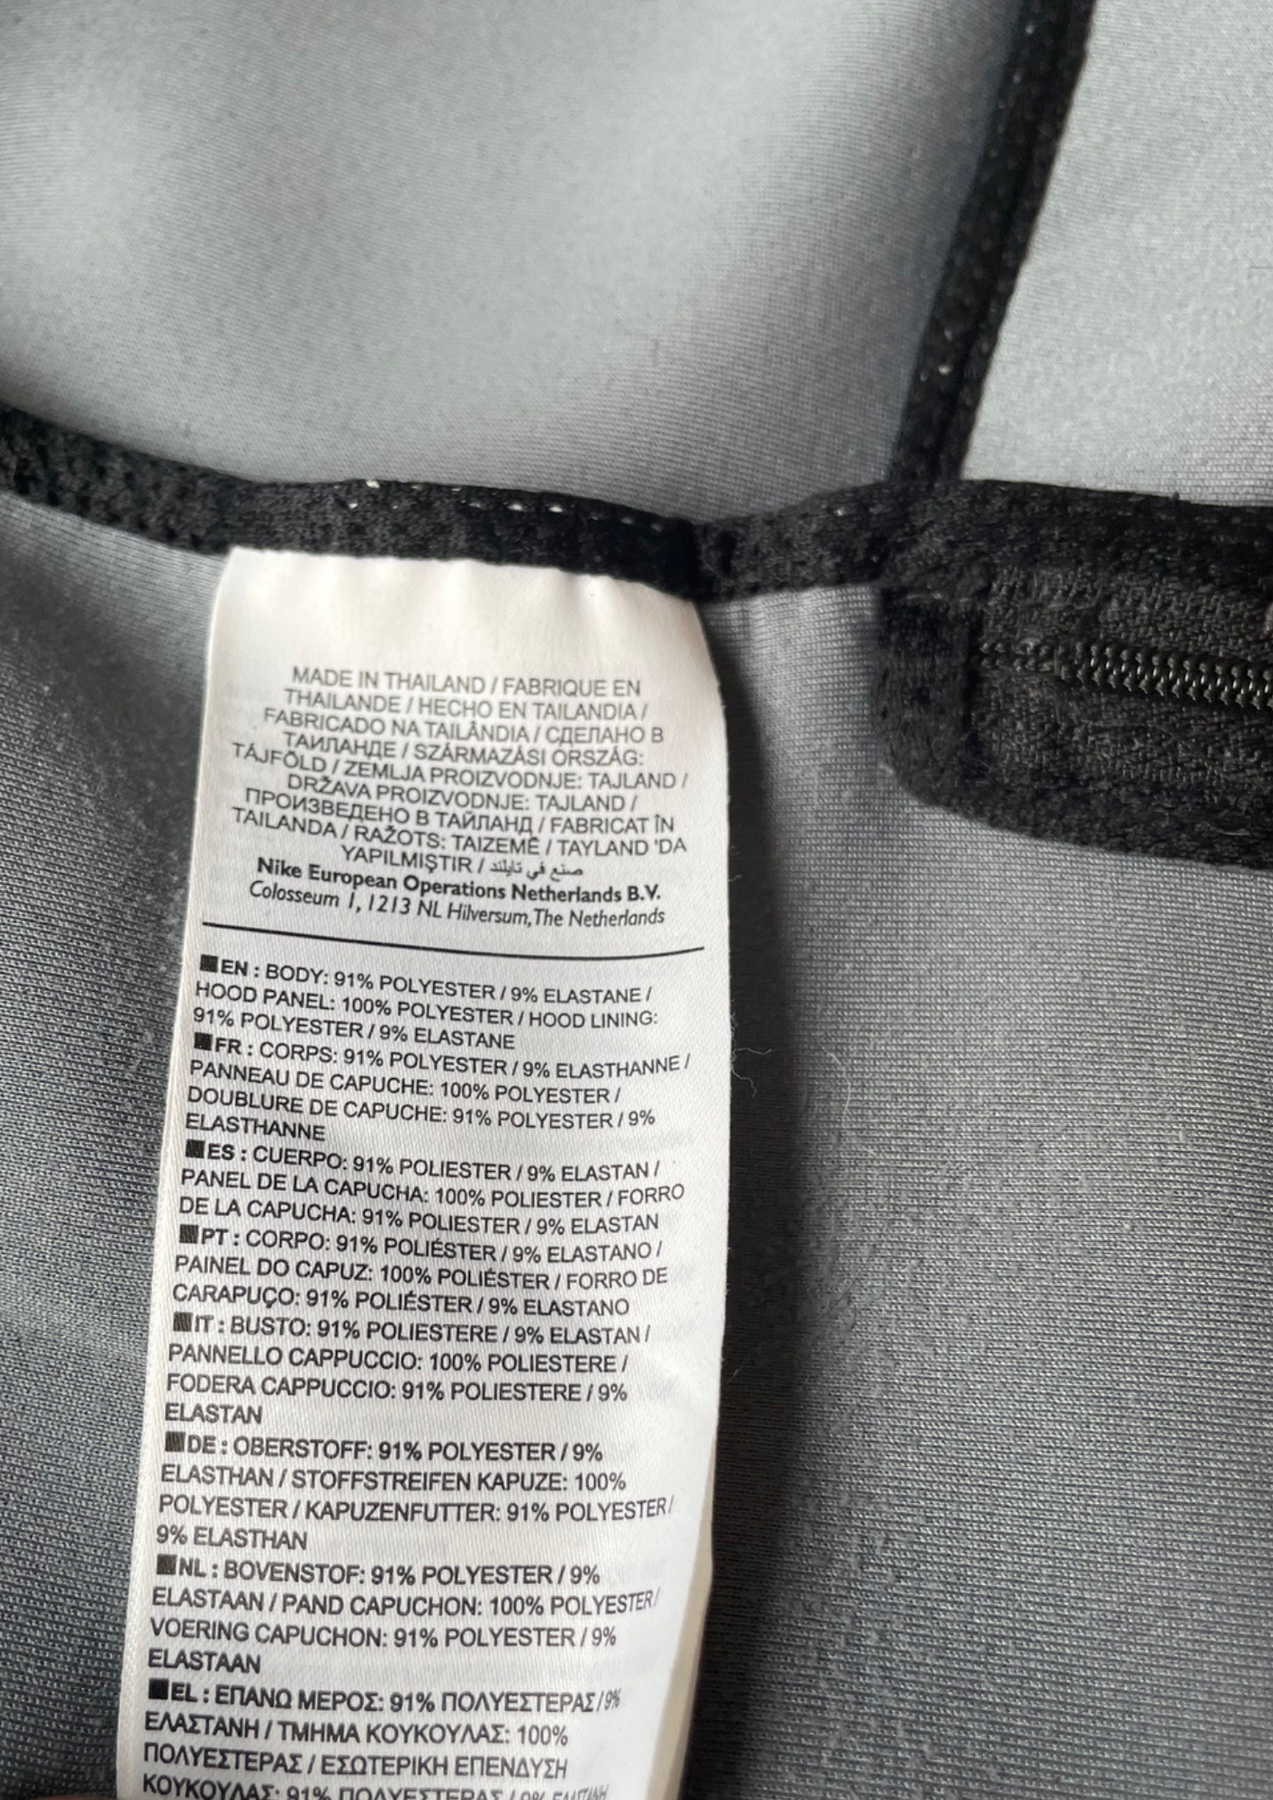 MADE IN THAILAND / FABRIQUE EN
THAILANDE / HECHO EN TAILANDIA /
FABRICADO NA TAILÂNDIA / СДЕЛАНО В
ТАИЛАНДЕ / SZÁRMAZÁSI ORSZÁG:
TÁJFÖLD / ZEMLJA PROIZVODNJE: TAJLAND /
DRŽAVA PROIZVODNJE: TAJLAND /
ПРОИЗВЕДЕНО В ТАЙЛАНД / FABRICAT ÎN
TAILANDA / RAŽOTS: TAIZEMĒ / TAYLAND 'DA
YAPILMIŞTIR / صنع في تايلند
Nike European Operations Netherlands B.V.
Colosseum 1, 1213 NL Hilversum, The Netherlands
■EN : BODY: 91% POLYESTER / 9% ELASTANE /
HOOD PANEL: 100% POLYESTER / HOOD LINING:
91% POLYESTER / 9% ELASTANE
■FR : CORPS: 91% POLYESTER / 9% ELASTHANNE /
PANNEAU DE CAPUCHE: 100% POLYESTER /
DOUBLURE DE CAPUCHE: 91% POLYESTER / 9%
ELASTHANNE
■ES : CUERPO: 91% POLIESTER / 9% ELASTAN /
PANEL DE LA CAPUCHA: 100% POLIESTER / FORRO
DE LA CAPUCHA: 91% POLIESTER / 9% ELASTAN
■PT : CORPO: 91% POLIÉSTER / 9% ELASTANO /
PAINEL DO CAPUZ: 100% POLIÉSTER / FORRO DE
CARAPUÇO: 91% POLIÉSTER / 9% ELASTANO
■IT : BUSTO: 91% POLIESTERE / 9% ELASTAN /
PANNELLO CAPPUCCIO: 100% POLIESTERE /
FODERA CAPPUCCIO: 91% POLIESTERE / 9%
ELASTAN
■DE : OBERSTOFF: 91% POLYESTER / 9%
ELASTHAN / STOFFSTREIFEN KAPUZE: 100%
POLYESTER / KAPUZENFUTTER: 91% POLYESTER /
9% ELASTHAN
■NL : BOVENSTOF: 91% POLYESTER / 9%
ELASTAAN / PAND CAPUCHON: 100% POLYESTER /
VOERING CAPUCHON: 91% POLYESTER / 9%
ELASTAAN
■EL : ΕΠΑΝΩ ΜΕΡΟΣ: 91% ΠΟΛΥΕΣΤΕΡΑΣ / 9%
ΕΛΑΣΤΑΝΗ / ΤΜΗΜΑ ΚΟΥΚΟΥΛΑΣ: 100%
ΠΟΛΥΕΣΤΕΡΑΣ / ΕΣΩΤΕΡΙΚΗ ΕΠΕΝΔΥΣΗ
ΚΟΥΚΟΥΛΑΣ: 91% ΠΟΛΥΕΣΤΕΡΑΣ / 9% ΕΛΑΣΤΑΝΗ